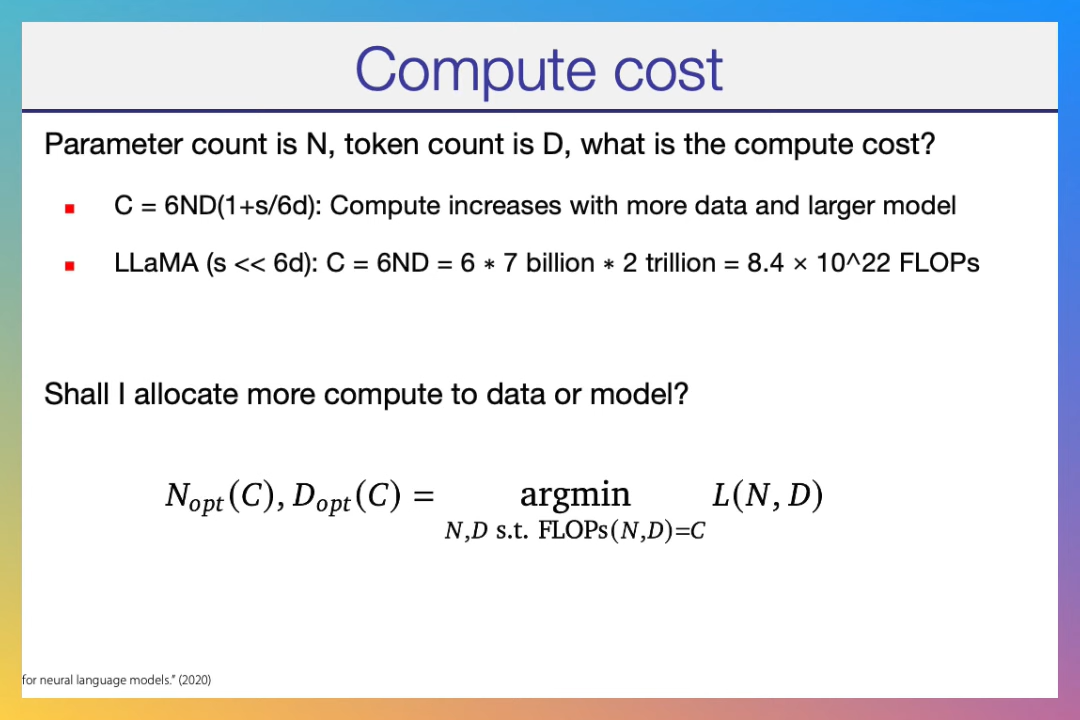 Compute cost
Parameter count is N, token count is D, what is the compute cost?
C = 6ND(1+s/6d): Compute increases with more data and larger model
LLaMA (s << 6d): C = 6ND = 6 * 7 billion * 2 trillion = 8.4 × 10^22 FLOPs
Shall I allocate more compute to data or model?
N_opt(C), D_opt(C) = argmin L(N, D)
N,D s.t. FLOPs(N,D)=C
for neural language models." (2020)